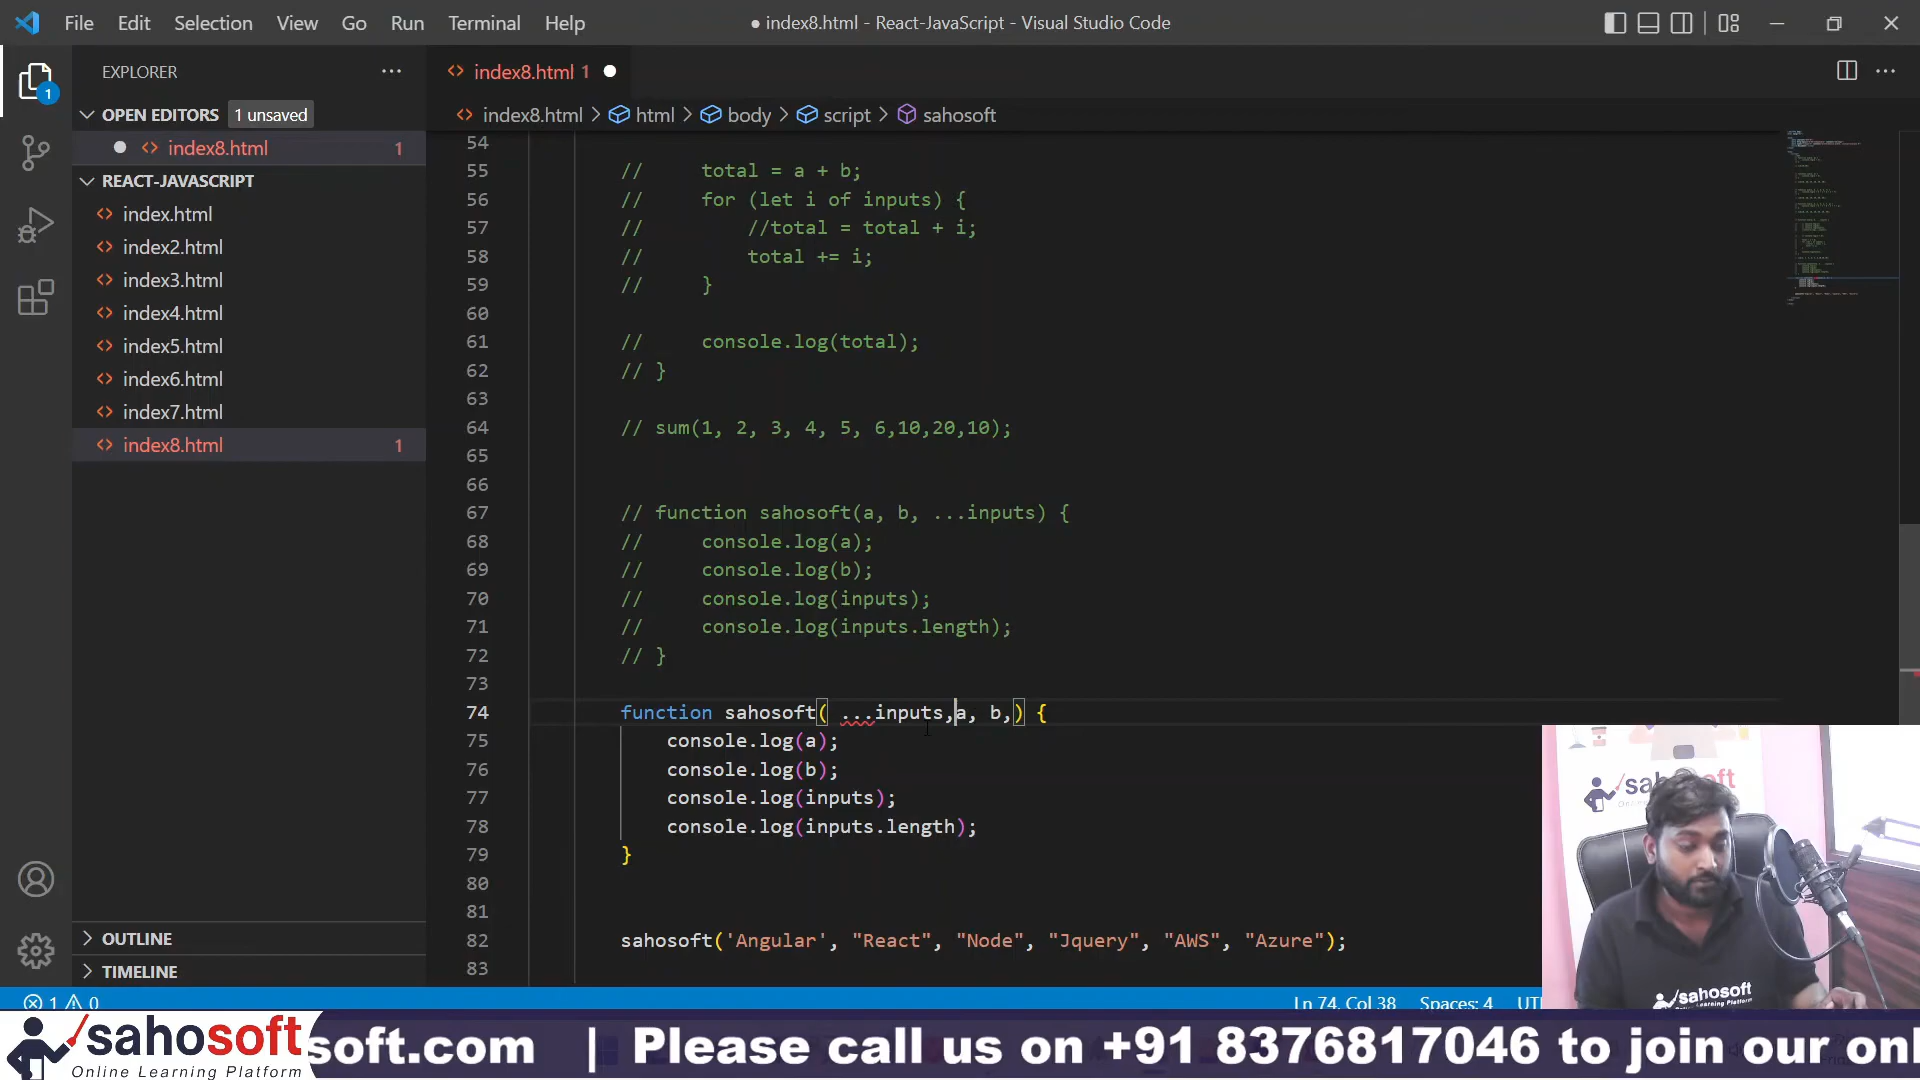 File Edit Selection View Go Run Terminal Help
● index8.html - React-JavaScript - Visual Studio Code
EXPLORER
OPEN EDITORS 1 unsaved
index8.html 1
REACT-JAVASCRIPT
index.html
index2.html
index3.html
index4.html
index5.html
index6.html
index7.html
index8.html 1
OUTLINE
TIMELINE
1
index8.html 1
index8.html > html > body > script > sahosoft
54
55 // total = a + b;
56 // for (let i of inputs) {
57 // //total = total + i;
58 // total += i;
59 // }
60
61 // console.log(total);
62 // }
63
64 // sum(1, 2, 3, 4, 5, 6,10,20,10);
65
66
67 // function sahosoft(a, b, ...inputs) {
68 // console.log(a);
69 // console.log(b);
70 // console.log(inputs);
71 // console.log(inputs.length);
72 // }
73
74 function sahosoft( ...inputs,a, b,) {
75 console.log(a);
76 console.log(b);
77 console.log(inputs);
78 console.log(inputs.length);
79 }
80
81
82 sahosoft('Angular', "React", "Node", "Jquery", "AWS", "Azure");
83
1 0
Ln 74, Col 38 Spaces: 4
sahosoft
sahosoft
Online Learning Platform
soft.com | Please call us on +91 8376817046 to join our onl